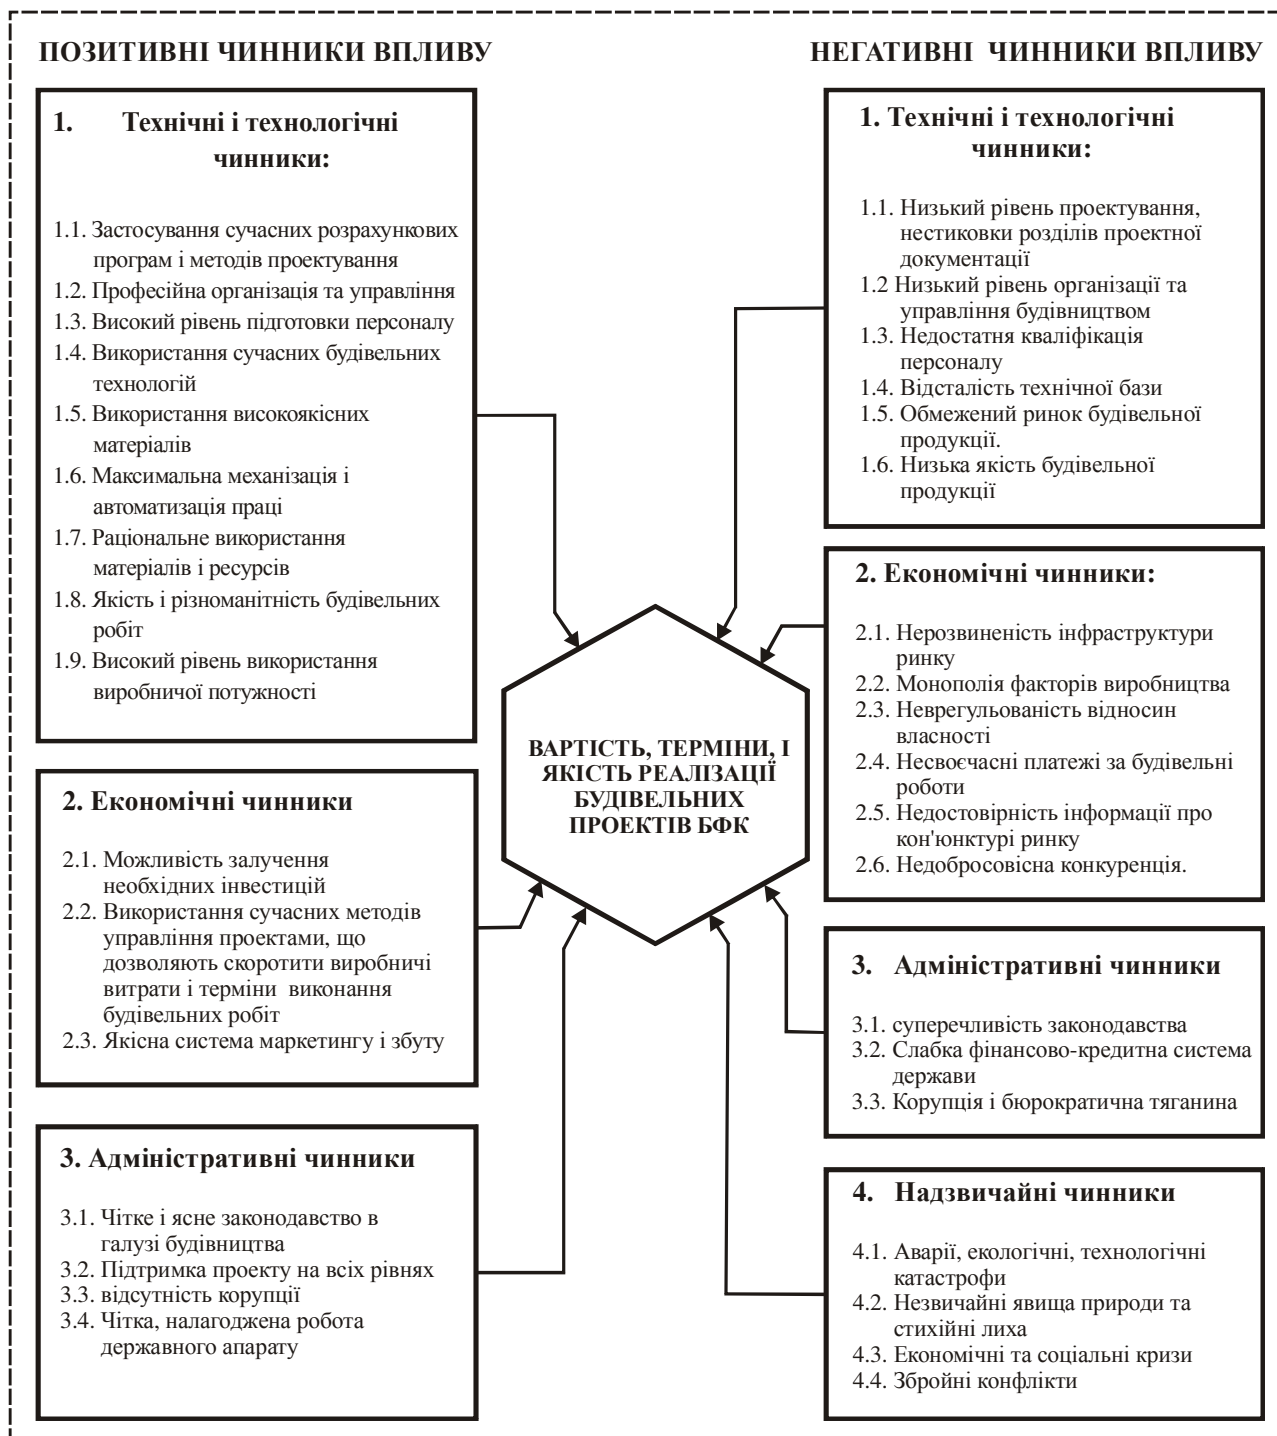 ПОЗИТИВНІ ЧИННИКИ ВПЛИВУ
1. Технічні і технологічні
чинники:
1.1. Застосування сучасних розрахункових
програм і методів проектування
1.2. Професійна організація та управління
1.3. Високий рівень підготовки персоналу
1.4. Використання сучасних будівельних
технологій
1.5. Використання високоякісних
матеріалів
1.6. Максимальна механізація і
автоматизація праці
1.7. Раціональне використання
матеріалів і ресурсів
1.8. Якість і різноманітність будівельних
робіт
1.9. Високий рівень використання
виробничої потужності
2. Економічні чинники
2.1. Можливість залучення
необхідних інвестицій
2.2. Використання сучасних методів
управління проектами, що
дозволяють скоротити виробничі
витрати і терміни виконання
будівельних робіт
2.3. Якісна система маркетингу і збуту
3. Адміністративні чинники
3.1. Чітке і ясне законодавство в
галузі будівництва
3.2. Підтримка проекту на всіх рівнях
3.3. відсутність корупції
3.4. Чітка, налагоджена робота
державного апарату
ВАРТІСТЬ, ТЕРМІНИ, І
ЯКІСТЬ РЕАЛІЗАЦІЇ
БУДІВЕЛЬНИХ
ПРОЕКТІВ БФК
НЕГАТИВНІ ЧИННИКИ ВПЛИВУ
1. Технічні і технологічні
чинники:
1.1. Низький рівень проектування,
нестиковки розділів проектної
документації
1.2 Низький рівень організації та
управління будівництвом
1.3. Недостатня кваліфікація
персоналу
1.4. Відсталість технічної бази
1.5. Обмежений ринок будівельної
продукції.
1.6. Низька якість будівельної
продукції
2. Економічні чинники:
2.1. Нерозвиненість інфраструктури
ринку
2.2. Монополія факторів виробництва
2.3. Неврегульованість відносин
власності
2.4. Несвоєчасні платежі за будівельні
роботи
2.5. Недостовірність інформації про
кон'юнктурі ринку
2.6. Недобросовісна конкуренція.
3. Адміністративні чинники
3.1. суперечливість законодавства
3.2. Слабка фінансово-кредитна система
держави
3.3. Корупція і бюрократична тяганина
4. Надзвичайні чинники
4.1. Аварії, екологічні, технологічні
катастрофи
4.2. Незвичайні явища природи та
стихійні лиха
4.3. Економічні та соціальні кризи
4.4. Збройні конфлікти